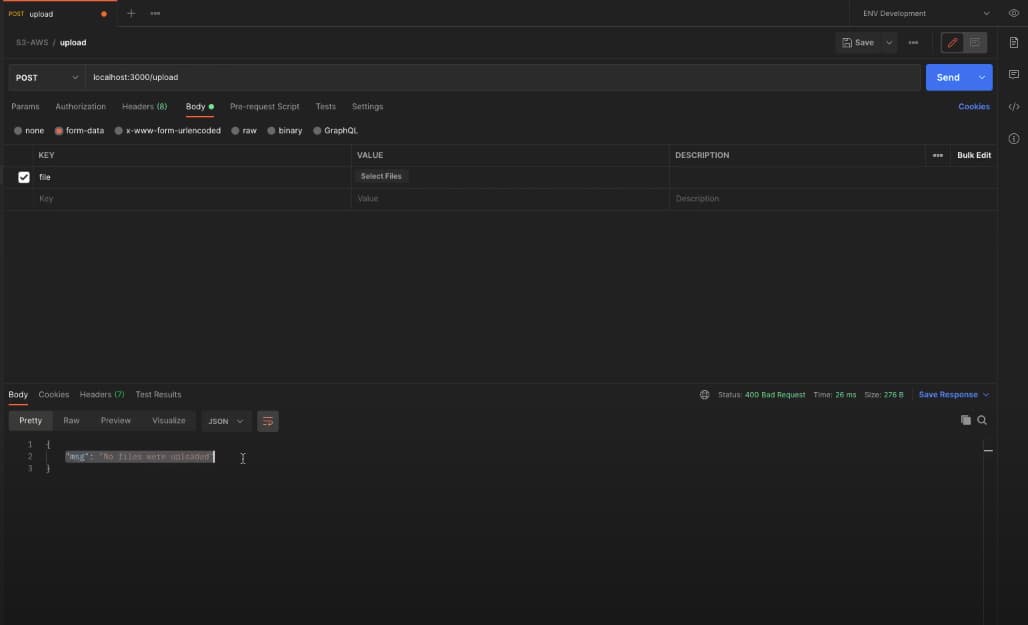 POST upload
ENV Development
S3-AWS / upload
Save
POST localhost:3000/upload Send
Params Authorization Headers (8) Body Pre-request Script Tests Settings Cookies
none form-data x-www-form-urlencoded raw binary GraphQL
KEY VALUE DESCRIPTION Bulk Edit
file Select Files
Key Value Description
Body Cookies Headers (7) Test Results Status: 400 Bad Request Time: 26 ms Size: 276 B Save Response
Pretty Raw Preview Visualize JSON
1 {
2 "msg": "No files were uploaded"
3 }